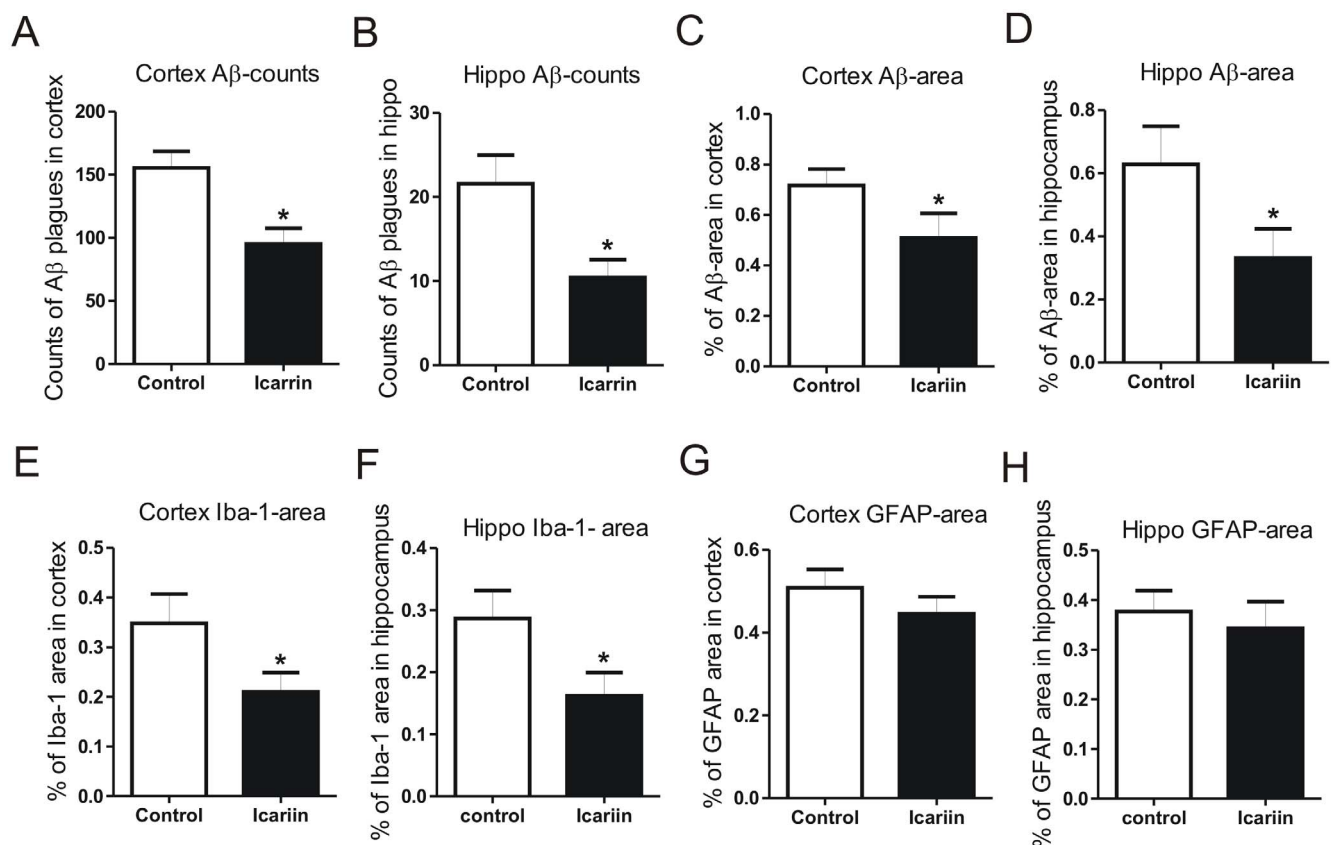 A
Cortex Aβ-counts
Counts of Aβ plagues in cortex
200
150
100
50
0
*
Control
Icarrin
B
Hippo Aβ-counts
Counts of Aβ plagues in hippo
30
20
10
0
*
Control
Icarrin
C
Cortex Aβ-area
% of Aβ-area in cortex
1.0
0.8
0.6
0.4
0.2
0.0
*
Control
Icariin
D
Hippo Aβ-area
% of Aβ-area in hippocampus
0.8
0.6
0.4
0.2
0.0
*
Control
Icariin
E
Cortex Iba-1-area
% of Iba-1 area in cortex
0.5
0.4
0.3
0.2
0.1
0.0
*
Control
Icariin
F
Hippo Iba-1- area
% of Iba-1 area in hippocampus
0.4
0.3
0.2
0.1
0.0
*
control
Icariin
G
Cortex GFAP-area
% of GFAP area in cortex
0.6
0.4
0.2
0.0
Control
Icariin
H
Hippo GFAP-area
% of GFAP area in hippocampus
0.5
0.4
0.3
0.2
0.1
0.0
control
Icariin